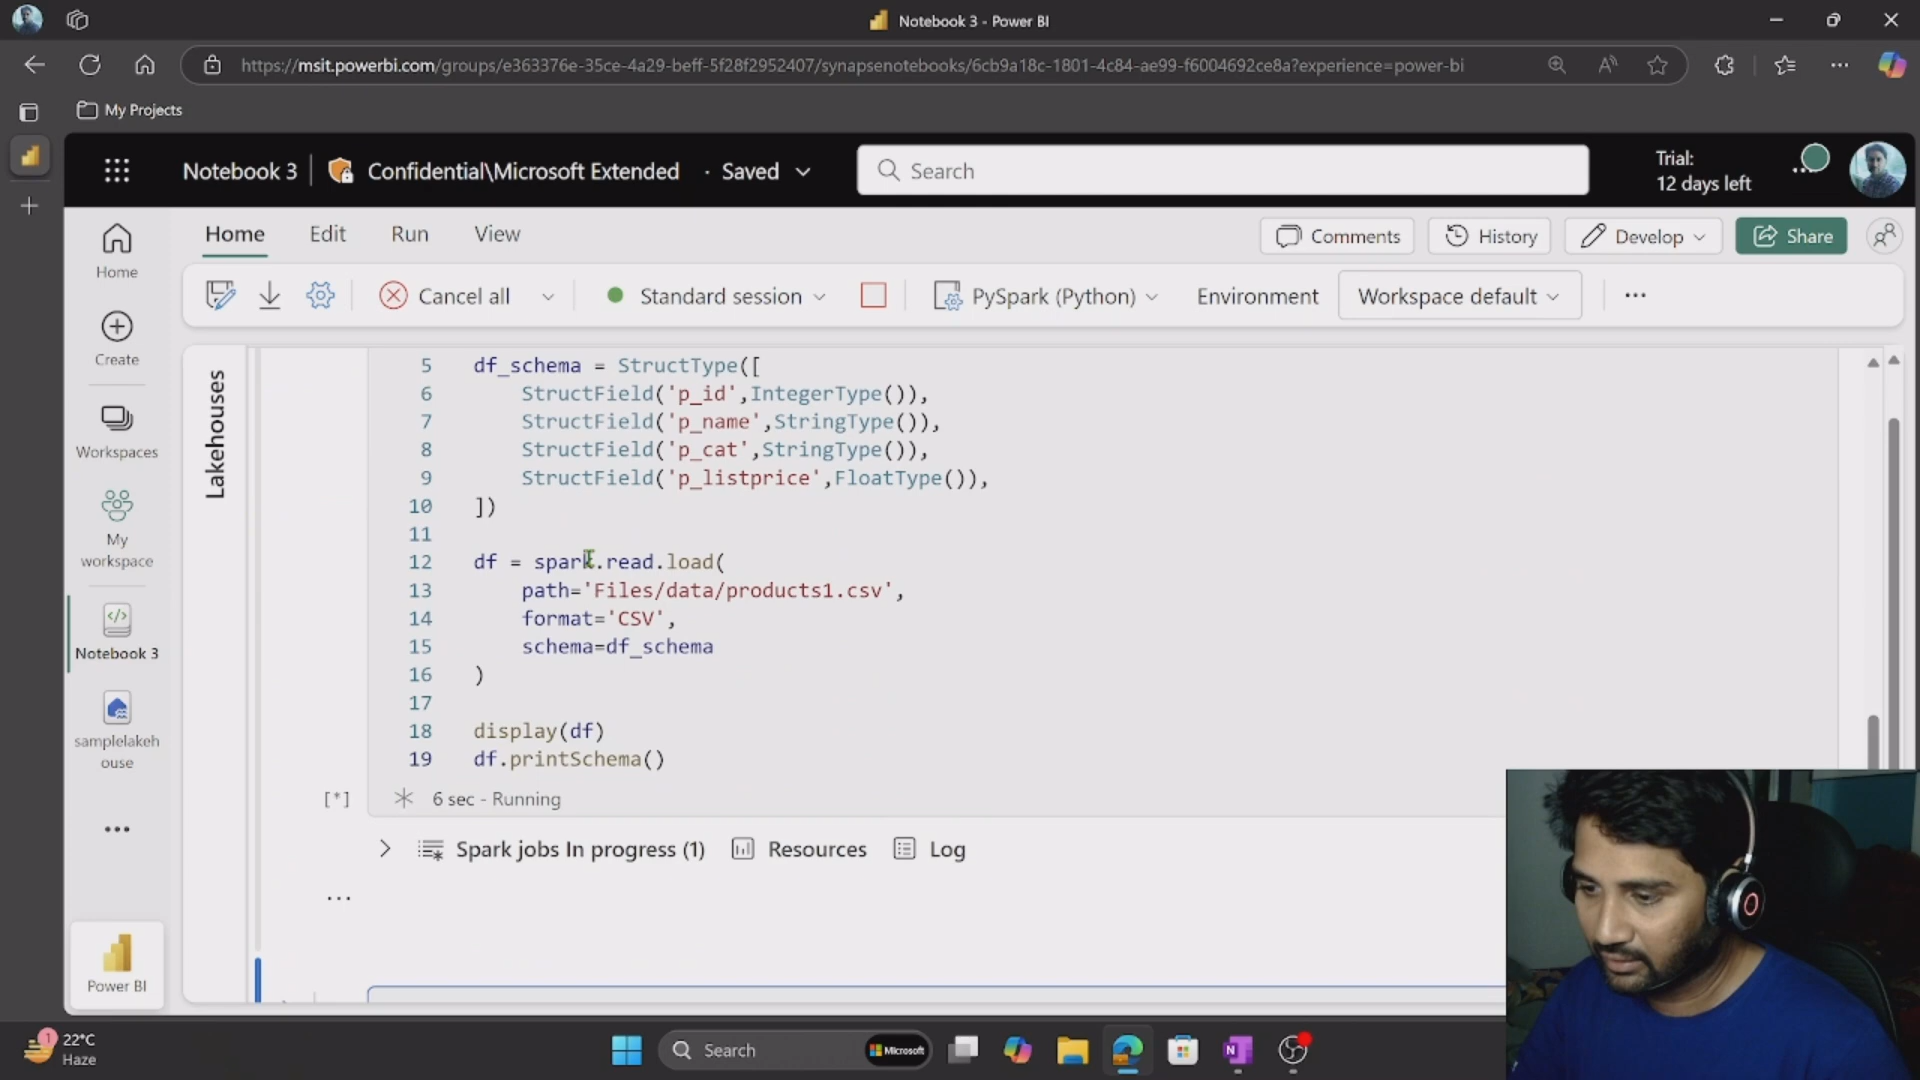 Notebook 3 - Power BI
https://msit.powerbi.com/groups/e363376e-35ce-4a29-beff-5f28f2952407/synapsenotebooks/6cb9a18c-1801-4c84-ae99-f6004692ce8a?experience=power-bi
My Projects
Notebook 3 Confidential\Microsoft Extended · Saved
Search
Trial:
12 days left
Home Edit Run View
Comments History Develop Share
Cancel all Standard session PySpark (Python) Environment Workspace default
Home
Create
Workspaces
My
workspace
Notebook 3
samplelakeh
ouse
Power BI
Lakehouses
5 df_schema = StructType([
6 StructField('p_id',IntegerType()),
7 StructField('p_name',StringType()),
8 StructField('p_cat',StringType()),
9 StructField('p_listprice',FloatType()),
10 ])
11
12 df = spark.read.load(
13 path='Files/data/products1.csv',
14 format='CSV',
15 schema=df_schema
16 )
17
18 display(df)
19 df.printSchema()
[*] 6 sec - Running
Spark jobs In progress (1) Resources Log
1
22°C
Haze
Search
Microsoft